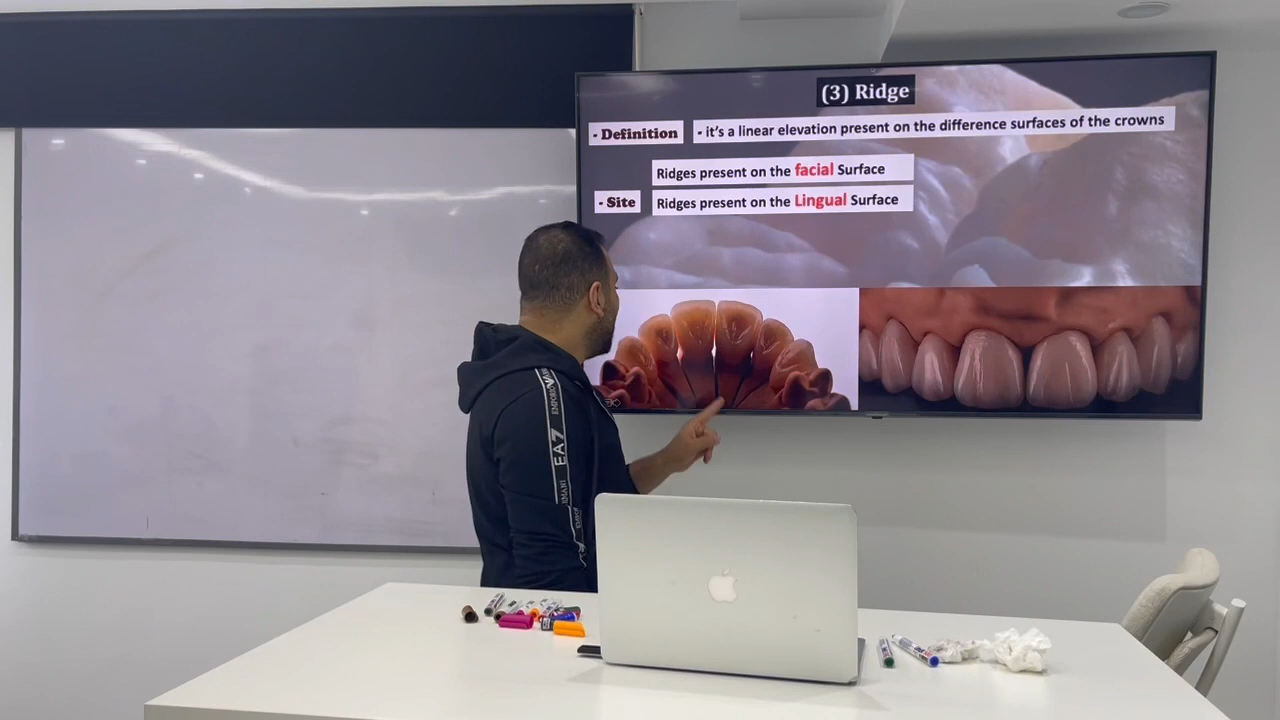 (3) Ridge
- Definition
- it's a linear elevation present on the difference surfaces of the crowns
Ridges present on the facial Surface
- Site
Ridges present on the Lingual Surface
EMPORIO
EA7